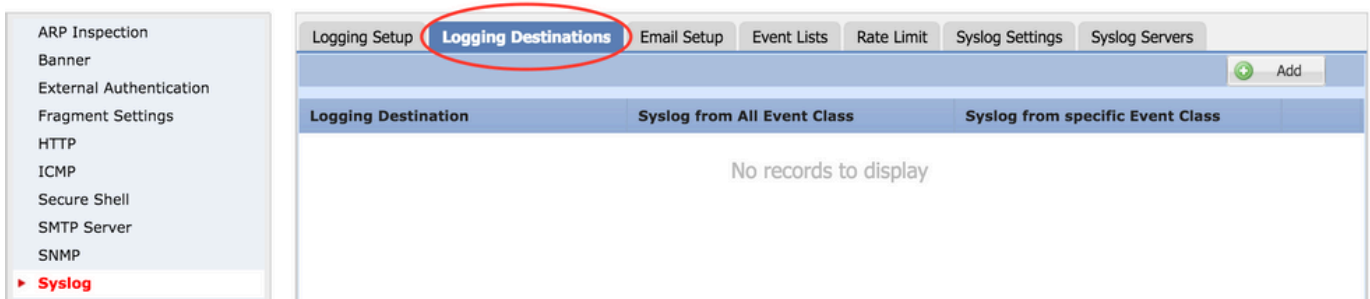 ARP Inspection
Banner
External Authentication
Fragment Settings
HTTP
ICMP
Secure Shell
SMTP Server
SNMP
Syslog
Logging Setup Logging Destinations Email Setup Event Lists Rate Limit Syslog Settings Syslog Servers
Add
Logging Destination Syslog from All Event Class Syslog from specific Event Class
No records to display